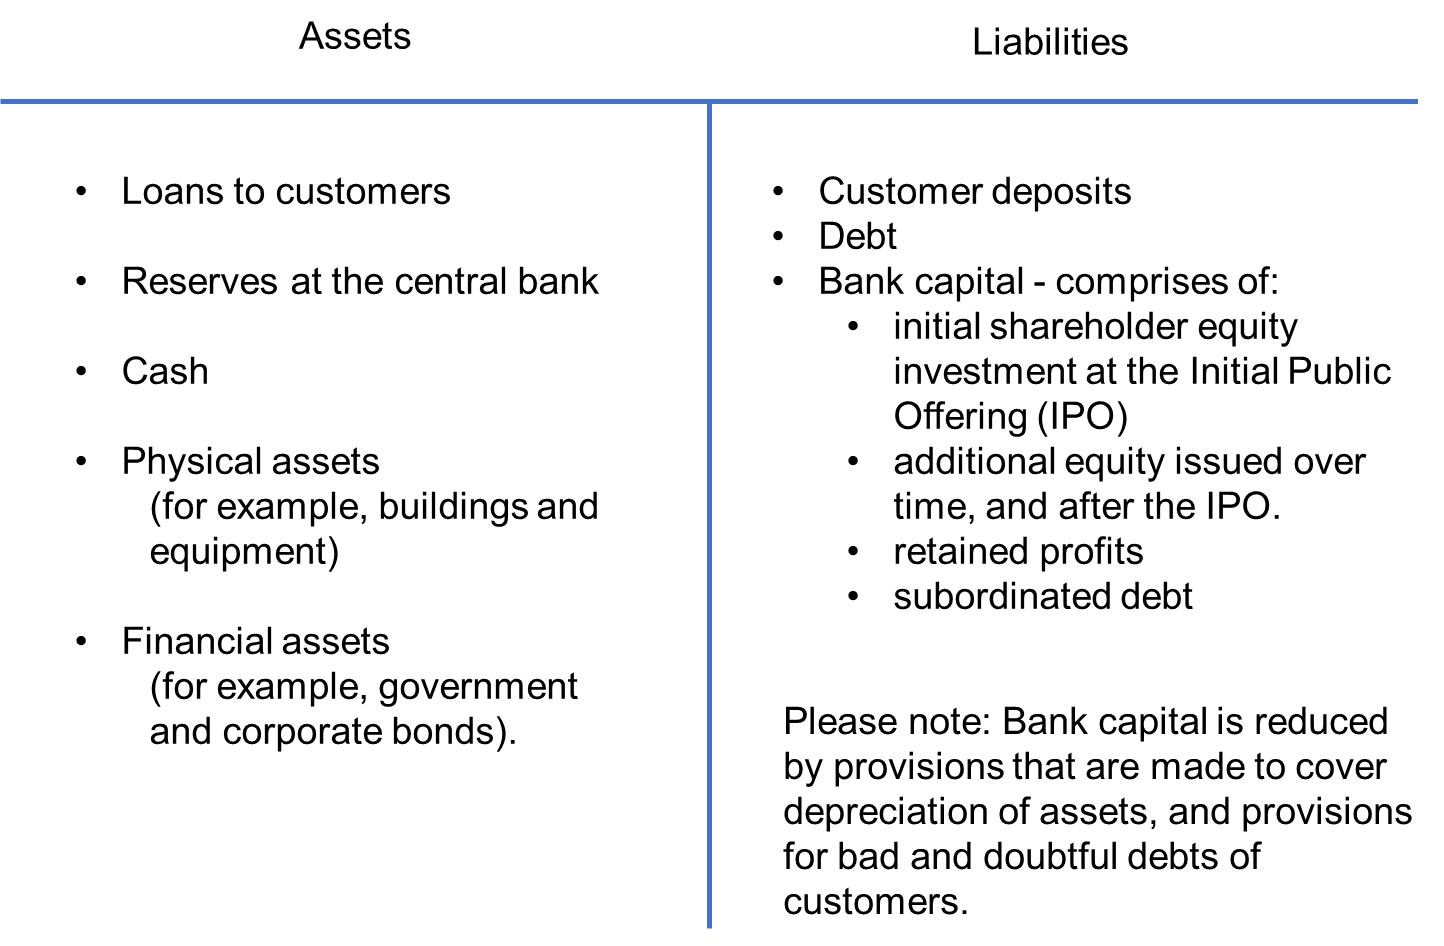 Assets
Liabilities
• Loans to customers
• Reserves at the central bank
• Cash
• Physical assets
(for example, buildings and
equipment)
• Financial assets
(for example, government
and corporate bonds).
• Customer deposits
• Debt
• Bank capital - comprises of:
• initial shareholder equity
investment at the Initial Public
Offering (IPO)
• additional equity issued over
time, and after the IPO.
• retained profits
• subordinated debt
Please note: Bank capital is reduced
by provisions that are made to cover
depreciation of assets, and provisions
for bad and doubtful debts of
customers.